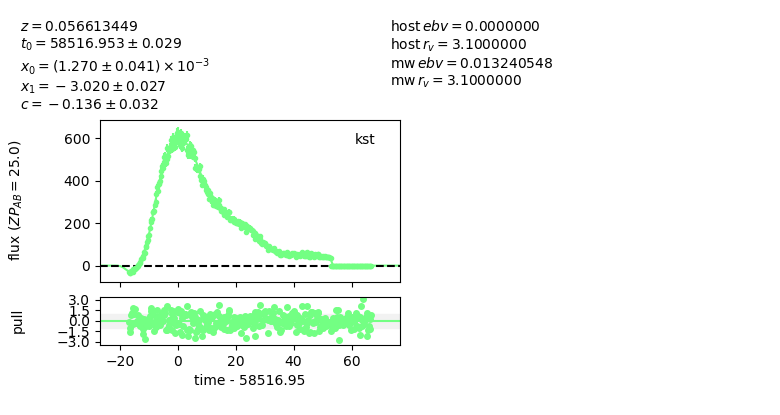 z = 0.056613449
t₀ = 58516.953 ± 0.029
x₀ = (1.270 ± 0.041) × 10⁻³
x₁ = −3.020 ± 0.027
c = −0.136 ± 0.032
host ebv = 0.0000000
host r_v = 3.1000000
mw ebv = 0.013240548
mw r_v = 3.1000000
kst
flux (ZP_AB = 25.0)
600
400
200
0
pull
3.0
1.5
0.0
−1.5
−3.0
−20
0
20
40
60
time - 58516.95